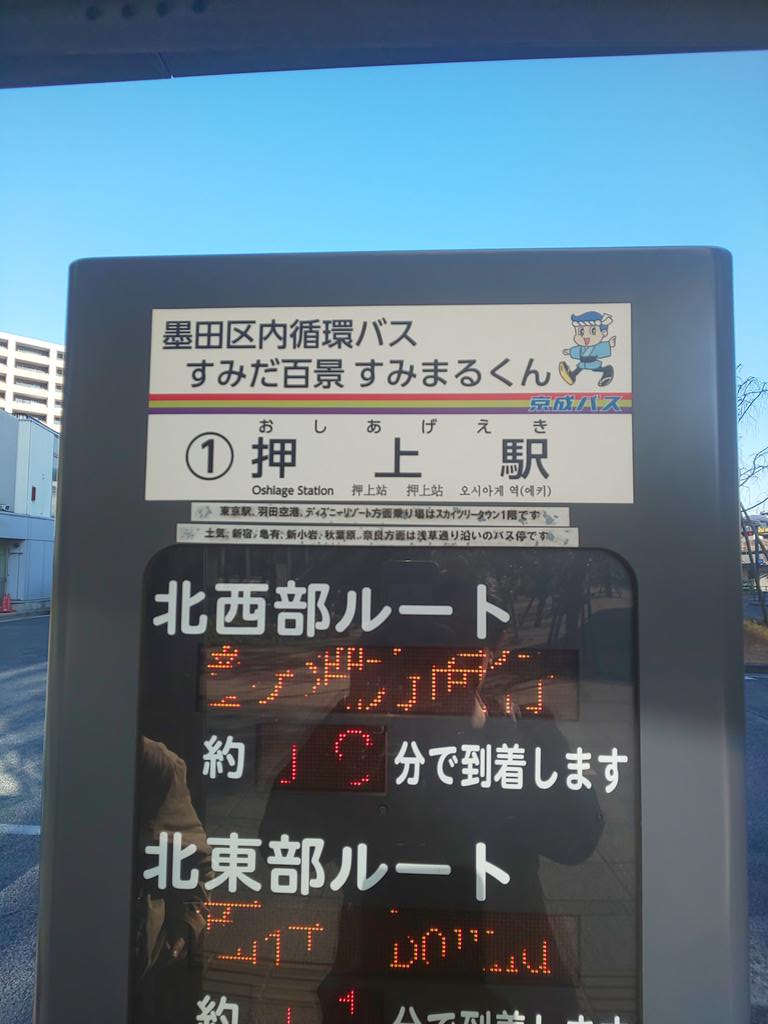 墨田区内循環バス
すみだ百景 すみまるくん
京成バス
おしあげえき
① 押上駅
Oshiage Station 押上站 押上站 오시아게 역(에키)
東京駅、羽田空港、ディズニーリゾート方面乗り場はスカイツリータウン1階です
土気、新宿、亀有、新小岩、秋葉原、奈良方面は浅草通り沿いのバス停です
北西部ルート
約 分で到着します
北東部ルート
約 分で到着します